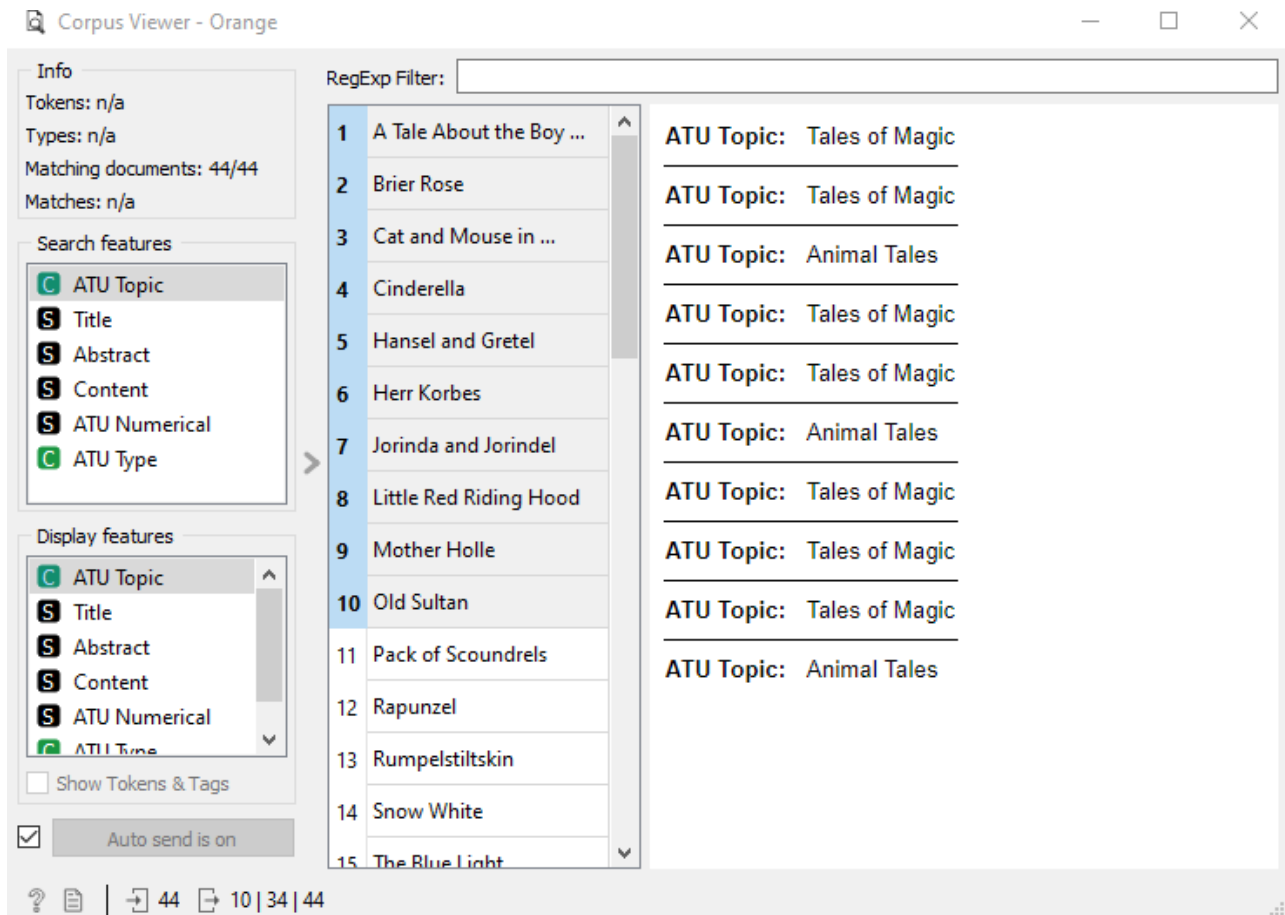 Corpus Viewer - Orange
Info
Tokens: n/a
Types: n/a
Matching documents: 44/44
Matches: n/a
Search features
C ATU Topic
S Title
S Abstract
S Content
S ATU Numerical
C ATU Type
Display features
C ATU Topic
S Title
S Abstract
S Content
S ATU Numerical
C ATU Type
Show Tokens & Tags
Auto send is on
RegExp Filter:
1 A Tale About the Boy ...
2 Brier Rose
3 Cat and Mouse in ...
4 Cinderella
5 Hansel and Gretel
6 Herr Korbes
7 Jorinda and Jorindel
8 Little Red Riding Hood
9 Mother Holle
10 Old Sultan
11 Pack of Scoundrels
12 Rapunzel
13 Rumpelstiltskin
14 Snow White
15 The Blue Light
ATU Topic: Tales of Magic
ATU Topic: Tales of Magic
ATU Topic: Animal Tales
ATU Topic: Tales of Magic
ATU Topic: Tales of Magic
ATU Topic: Animal Tales
ATU Topic: Tales of Magic
ATU Topic: Tales of Magic
ATU Topic: Tales of Magic
ATU Topic: Animal Tales
? 44 10 | 34 | 44